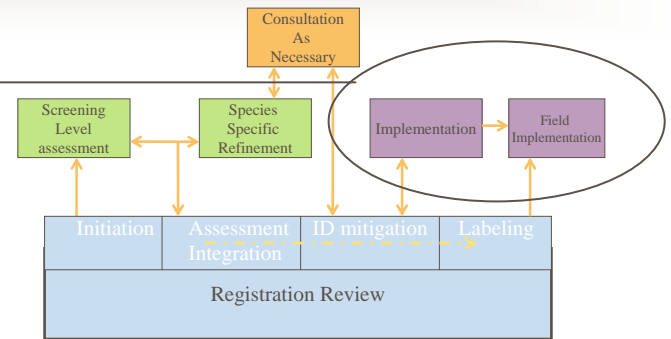 Consultation
As
Necessary
Screening
Level
assessment
Species
Specific
Refinement
Implementation
Field
Implementation
Initiation
Assessment
Integration
ID mitigation
Labeling
Registration Review